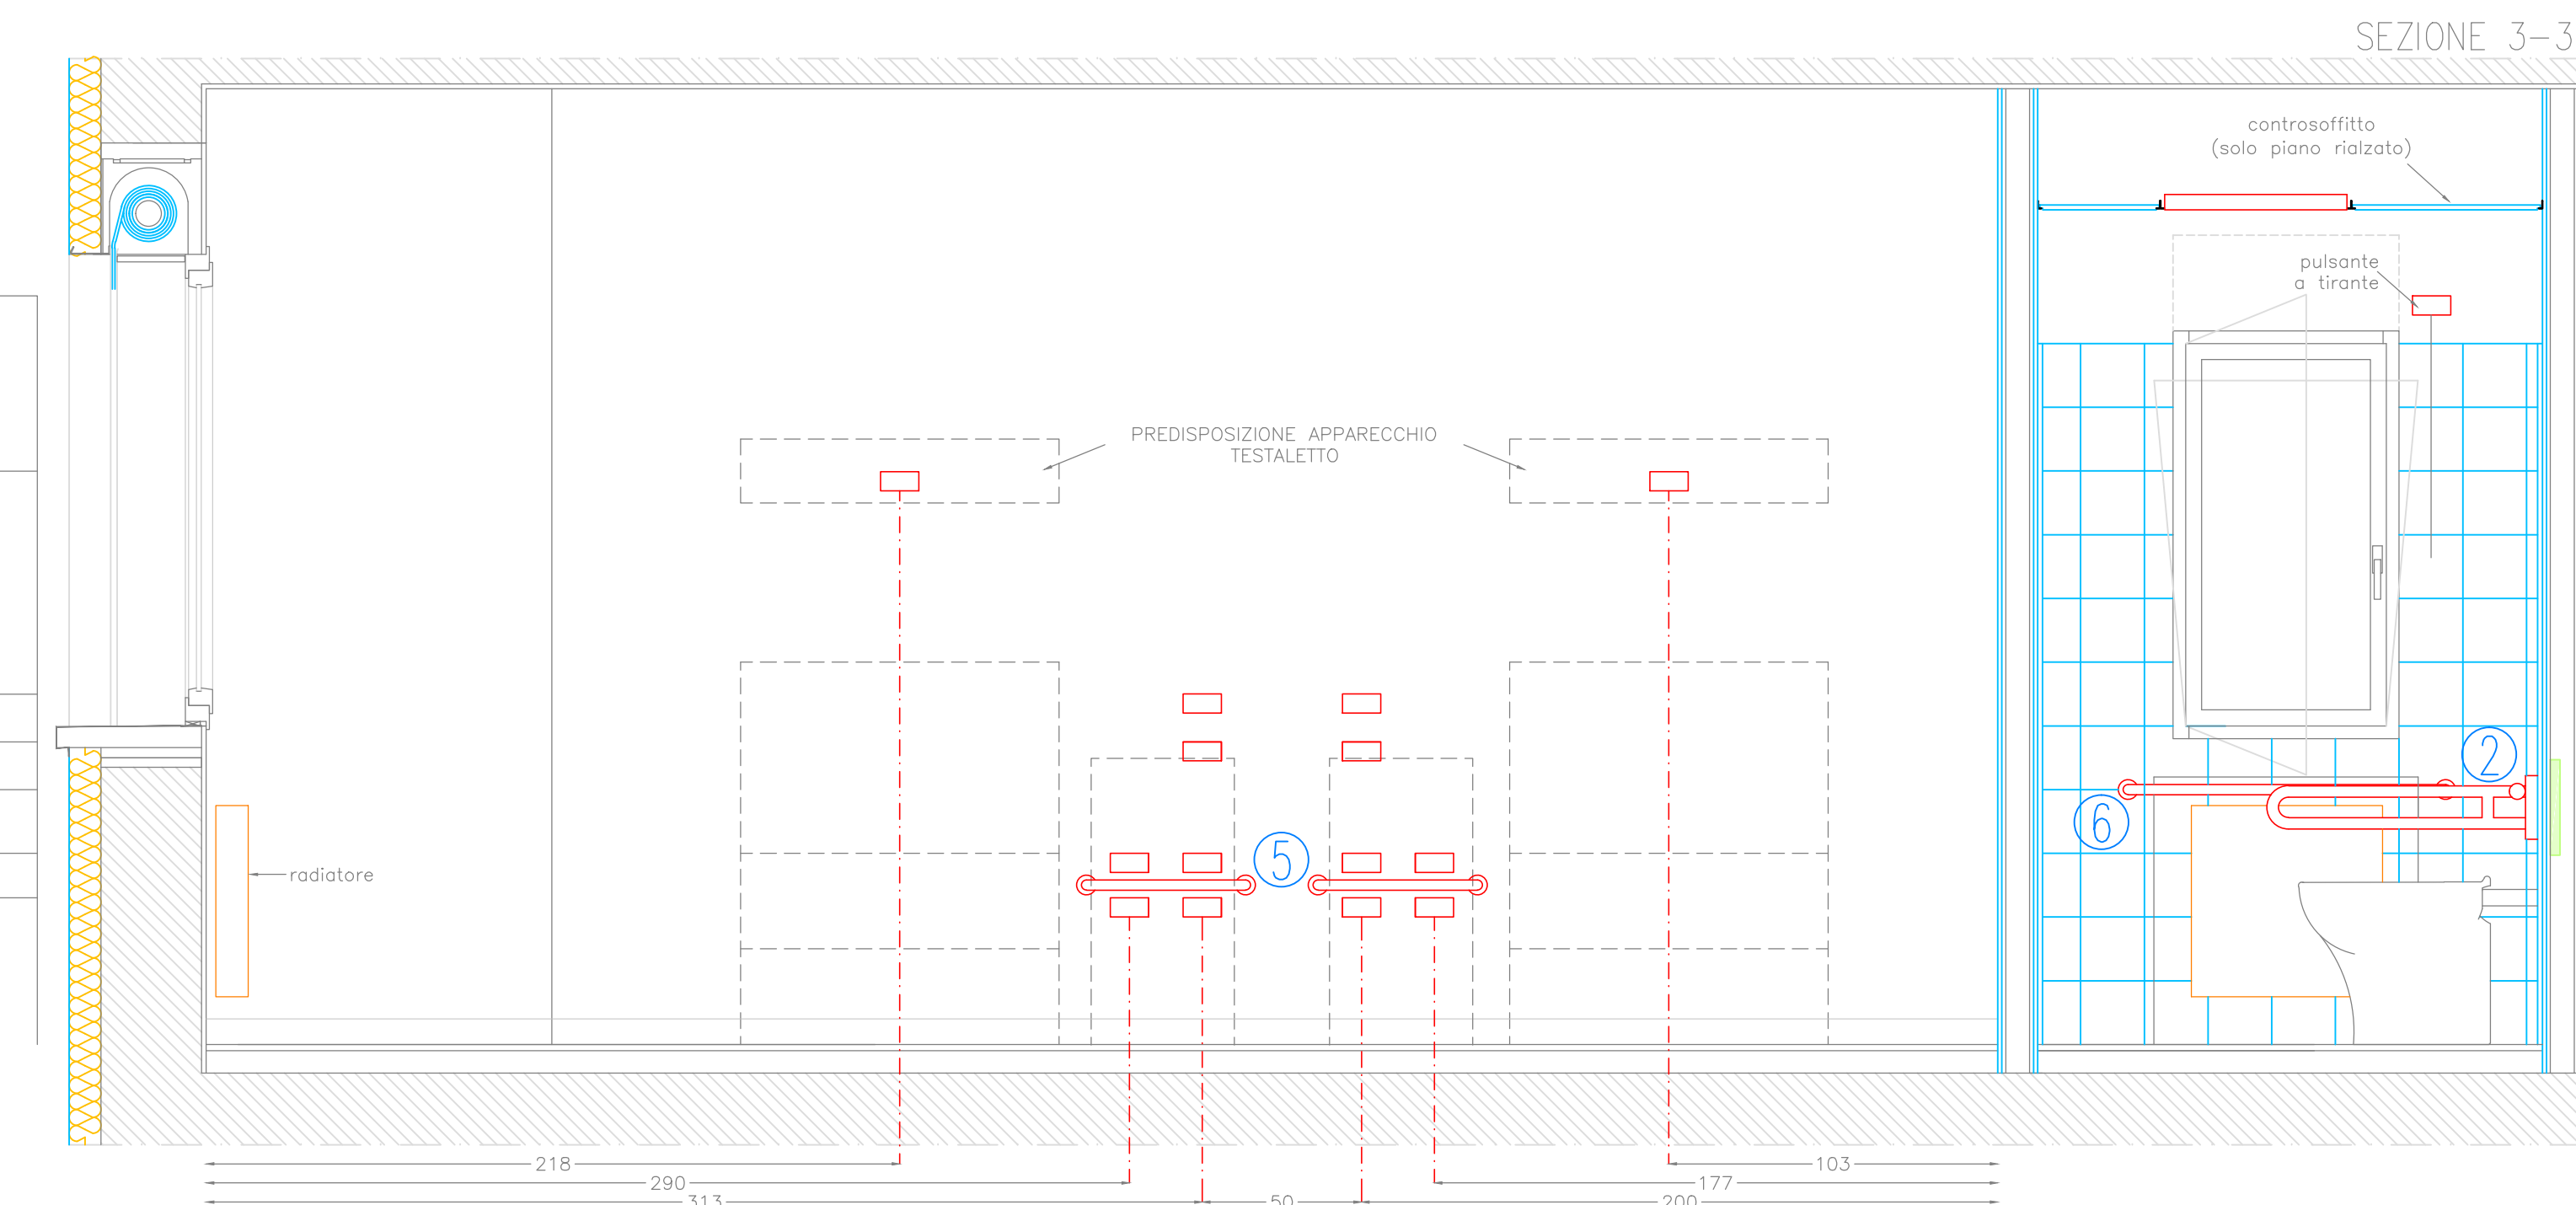 SEZIONE 3-3
controsoffitto
(solo piano rialzato)
pulsante
a tirante
PREDISPOSIZIONE APPARECCHIO
TESTALETTO
2
6
5
radiatore
218
103
290
177
313
50
200